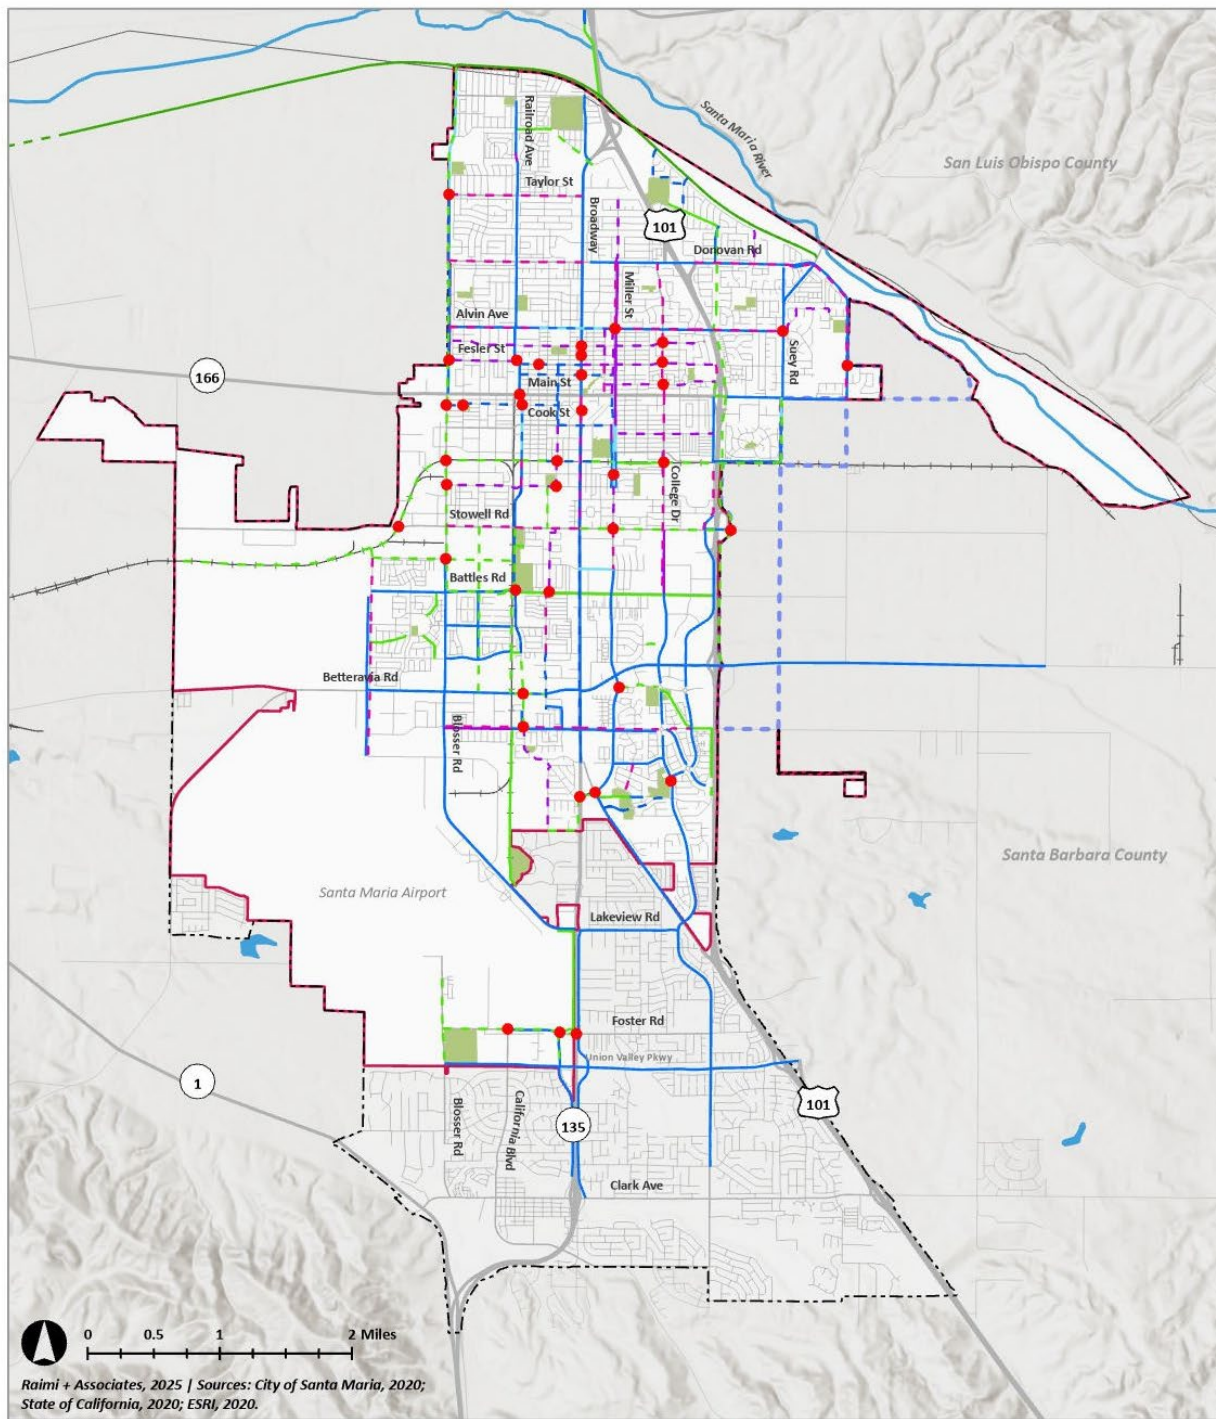 Santa Maria River
San Luis Obispo County
Railroad Ave
Taylor St
Broadway
101
Donovan Rd
Miller St
Alvin Ave
Fesler St
Suey Rd
166
Main St
Cook St
College Dr
Stowell Rd
Battles Rd
Betteravia Rd
Blosser Rd
Santa Barbara County
Santa Maria Airport
Lakeview Rd
Foster Rd
Union Valley Pkwy
1
101
Blosser Rd
California Blvd
135
Clark Ave
0 0.5 1 2 Miles
Raimi + Associates, 2025 | Sources: City of Santa Maria, 2020;
State of California, 2020; ESRI, 2020.